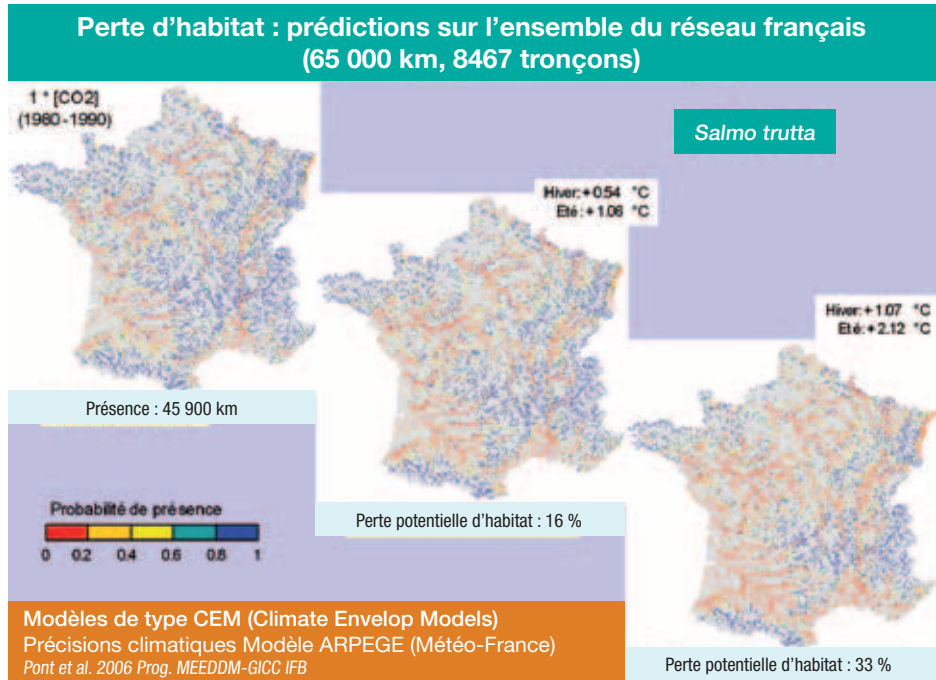 Perte d'habitat : prédictions sur l'ensemble du réseau français
(65 000 km, 8467 tronçons)
1 * [CO2]
(1980-1990)
Salmo trutta
Hiver:+0.54 °C
Eté:+1.06 °C
Hiver:+1.07 °C
Eté:+2.12 °C
Présence : 45 900 km
Probabilité de présence
0 0.2 0.4 0.6 0.8 1
Perte potentielle d'habitat : 16 %
Modèles de type CEM (Climate Envelop Models)
Précisions climatiques Modèle ARPEGE (Météo-France)
Pont et al. 2006 Prog. MEEDDM-GICC IFB
Perte potentielle d'habitat : 33 %